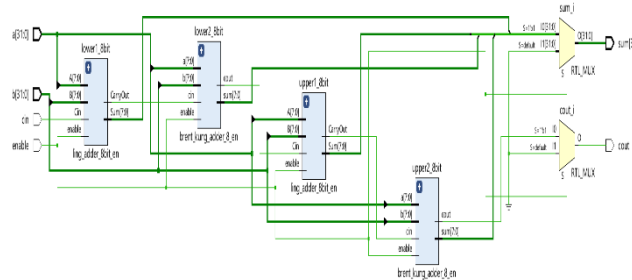 sum_i
lower2_8bit
S=1'b1 I0[31:0]
a[31:0]
O[31:0]
sum[3
lower1_8bit
S=default I1[31:0]
a[7:0]
cout
b[7:0]
S
RTL_MUX
A[7:0]
CarryOut
cin
sum[7:0]
upper1_8bit
b[31:0]
B[7:0]
enable
cin
Cin
Sum[7:0]
brent_kung_adder_8_en
A[7:0]
cout_i
enable
enable
B[7:0]
CarryOut
S=1'b1 I0
ling_adder_8bit_en
Cin
Sum[7:0]
O
cout
enable
upper2_8bit
S=default I1
ling_adder_8bit_en
S
RTL_MUX
a[7:0]
b[7:0]
cout
cin
sum[7:0]
enable
brent_kung_adder_8_en